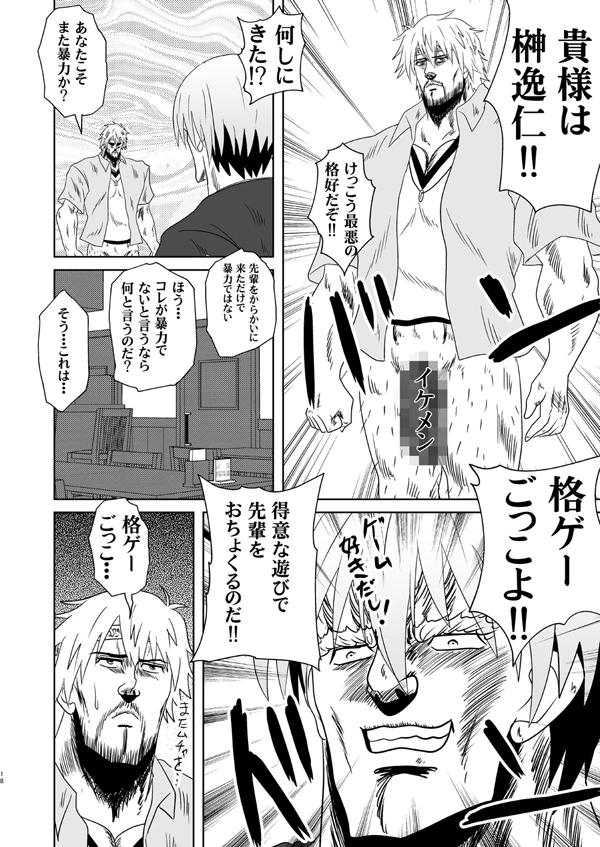 貴様は
榊逸仁!!
けっこう最悪の
格好だぞ!!
イケメン
何しに
きた!?
あなたこそ
また暴力か?
先輩をからかいに
来ただけで
暴力ではない
ほう…
コレが暴力で
ないと言うなら
何と言うのだ?
そう…これは…
格ゲー
ごっこよ!!
ゲーム
好きだし!
得意な遊びで
先輩を
おちょくるのだ!!
格ゲー
ごっこ…
またムチャを…
18